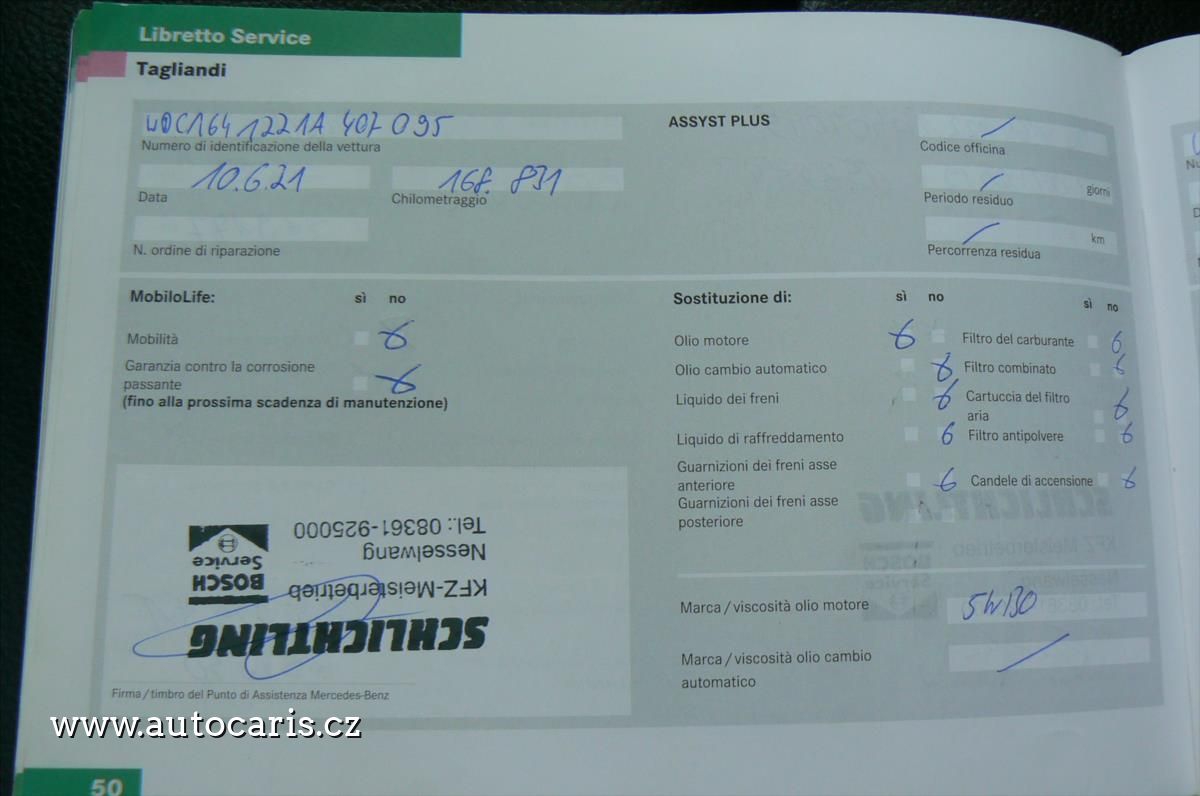 Libretto Service
Tagliandi
WDC1641221A 407095
Numero di identificazione della vettura
10.6.21
168.831
Data
Chilometraggio
N. ordine di riparazione
ASSYST PLUS
Codice officina
giorni
Periodo residuo
km
Percorrenza residua
MobiloLife:
sì no
Mobilità
Garanzia contro la corrosione
passante
(fino alla prossima scadenza di manutenzione)
Sostituzione di:
sì no
sì no
Olio motore
Filtro del carburante
Olio cambio automatico
Filtro combinato
Liquido dei freni
Cartuccia del filtro
aria
Liquido di raffreddamento
Filtro antipolvere
Guarnizioni dei freni asse
anteriore
Candele di accensione
Guarnizioni dei freni asse
posteriore
SCHLICHTLING
KFZ-Meisterbetrieb
Nesselwang
Tel.: 08361-925000
BOSCH
Service
Marca / viscosità olio motore
5W30
Marca / viscosità olio cambio
automatico
Firma / timbro del Punto di Assistenza Mercedes-Benz
www.autocaris.cz
50